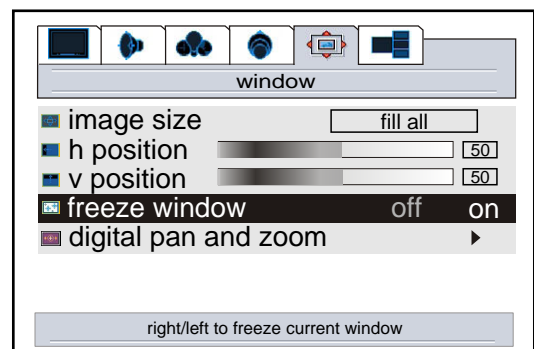 window
image size fill all
h position 50
v position 50
freeze window off on
digital pan and zoom
right/left to freeze current window